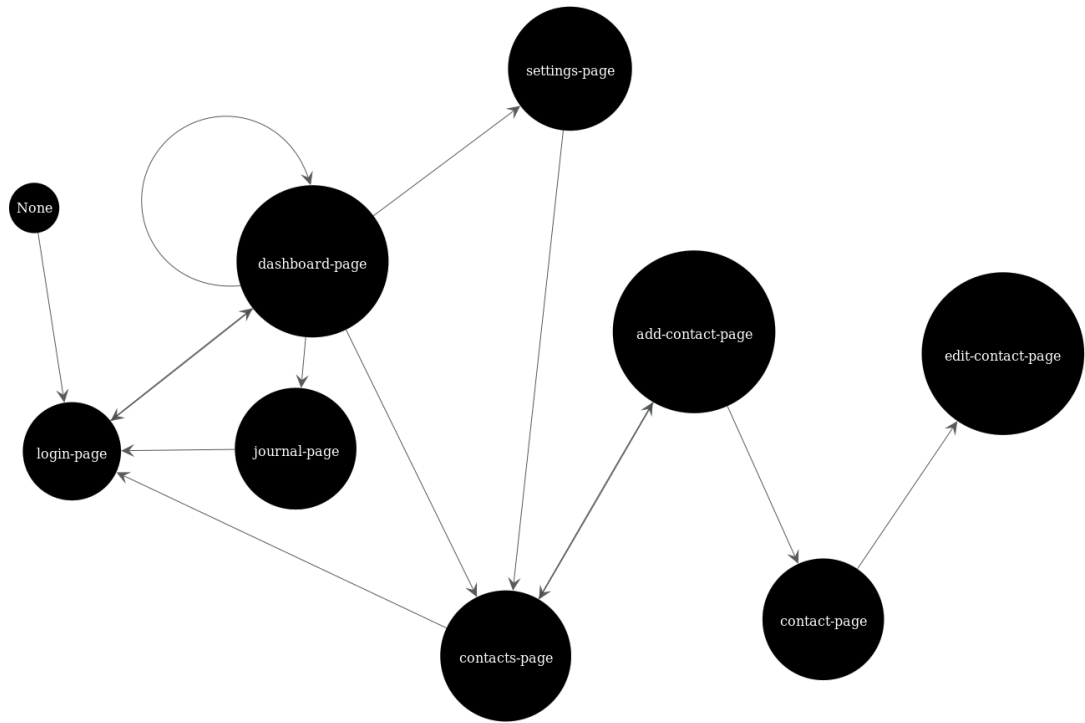 settings-page
None
dashboard-page
add-contact-page
edit-contact-page
login-page
journal-page
contact-page
contacts-page